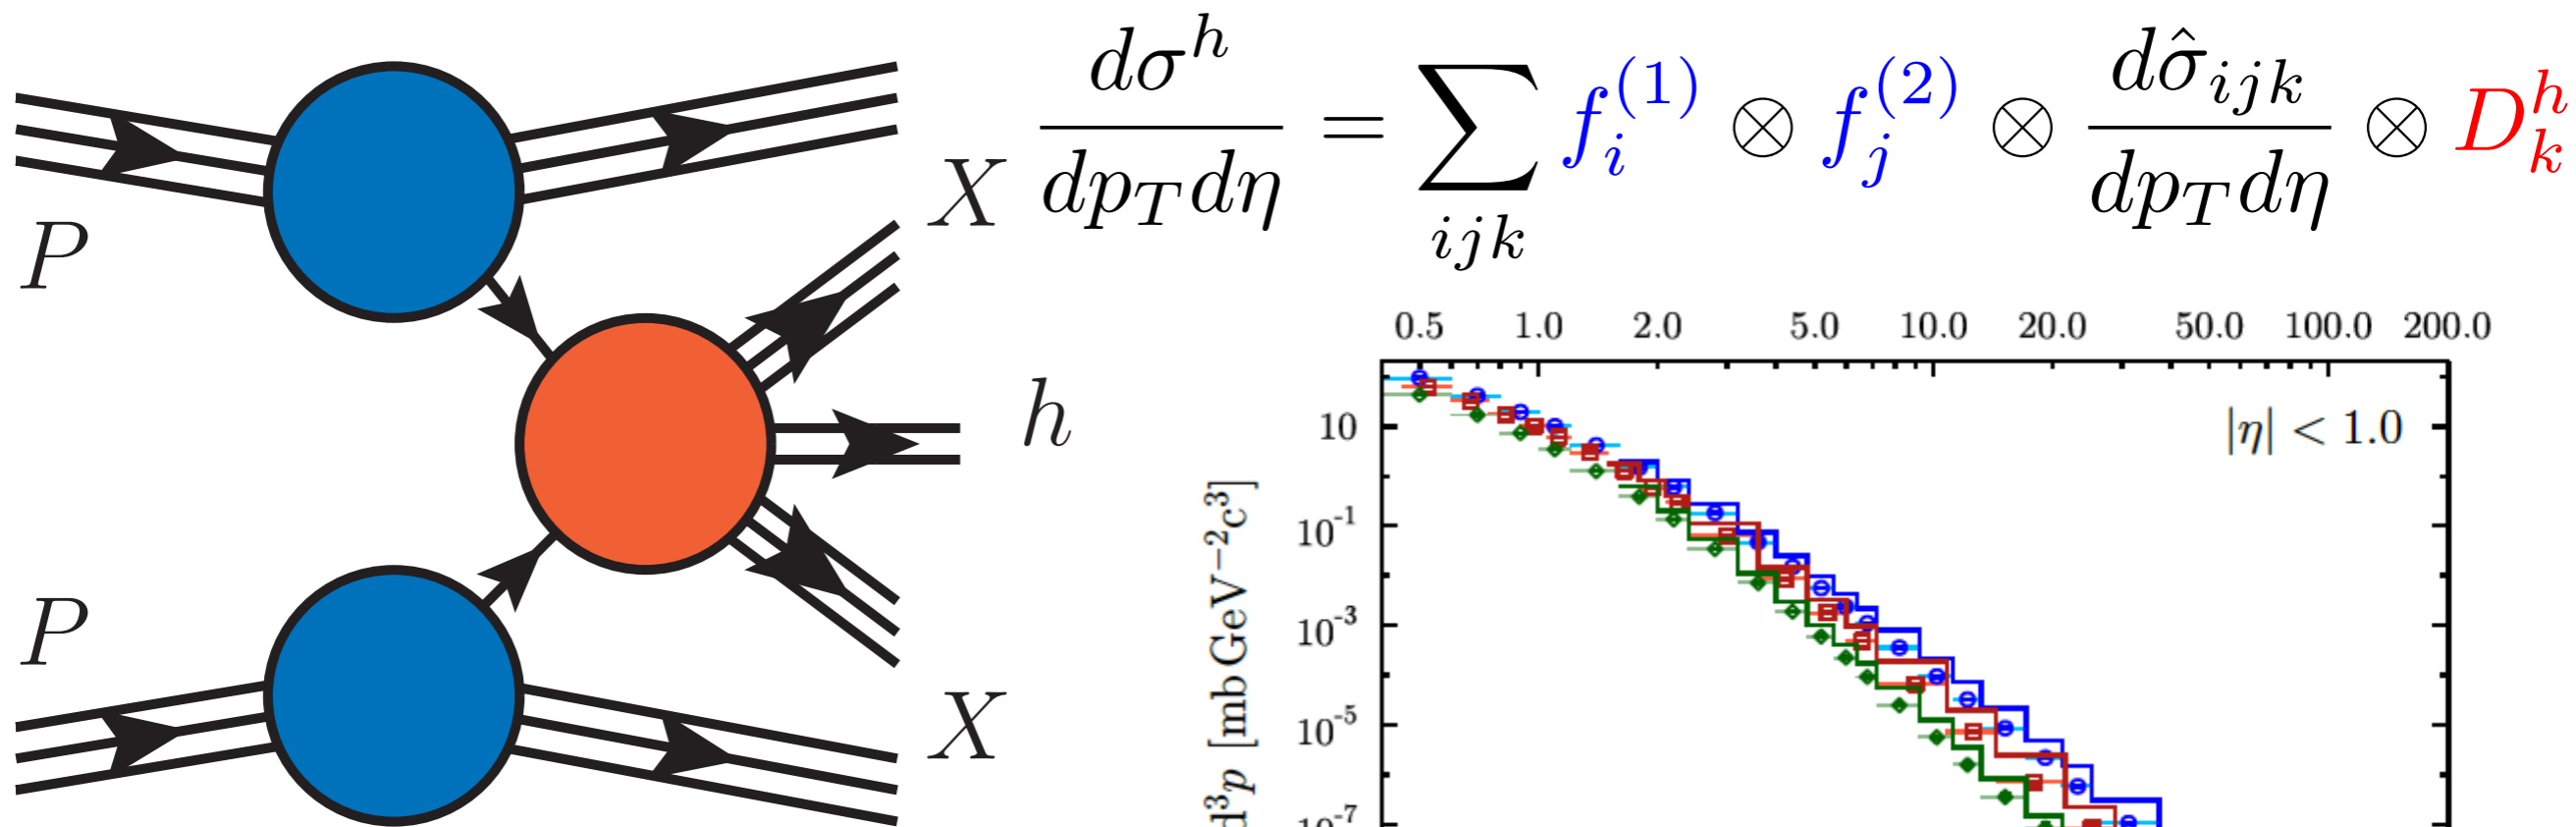 P
P
X
h
X
dσ^h / dp_T dη = ∑_{ijk} f_i^{(1)} ⊗ f_j^{(2)} ⊗ dσ̂_{ijk} / dp_T dη ⊗ D_k^h
0.5 1.0 2.0 5.0 10.0 20.0 50.0 100.0 200.0
|η| < 1.0
10
10^{-1}
10^{-3}
10^{-5}
10^{-7}
d^3p [mb GeV^{-2}c^3]